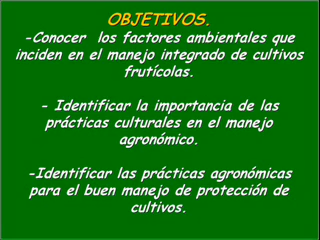 OBJETIVOS.
-Conocer los factores ambientales que
inciden en el manejo integrado de cultivos
frutícolas.
- Identificar la importancia de las
prácticas culturales en el manejo
agronómico.
-Identificar las prácticas agronómicas
para el buen manejo de protección de
cultivos.